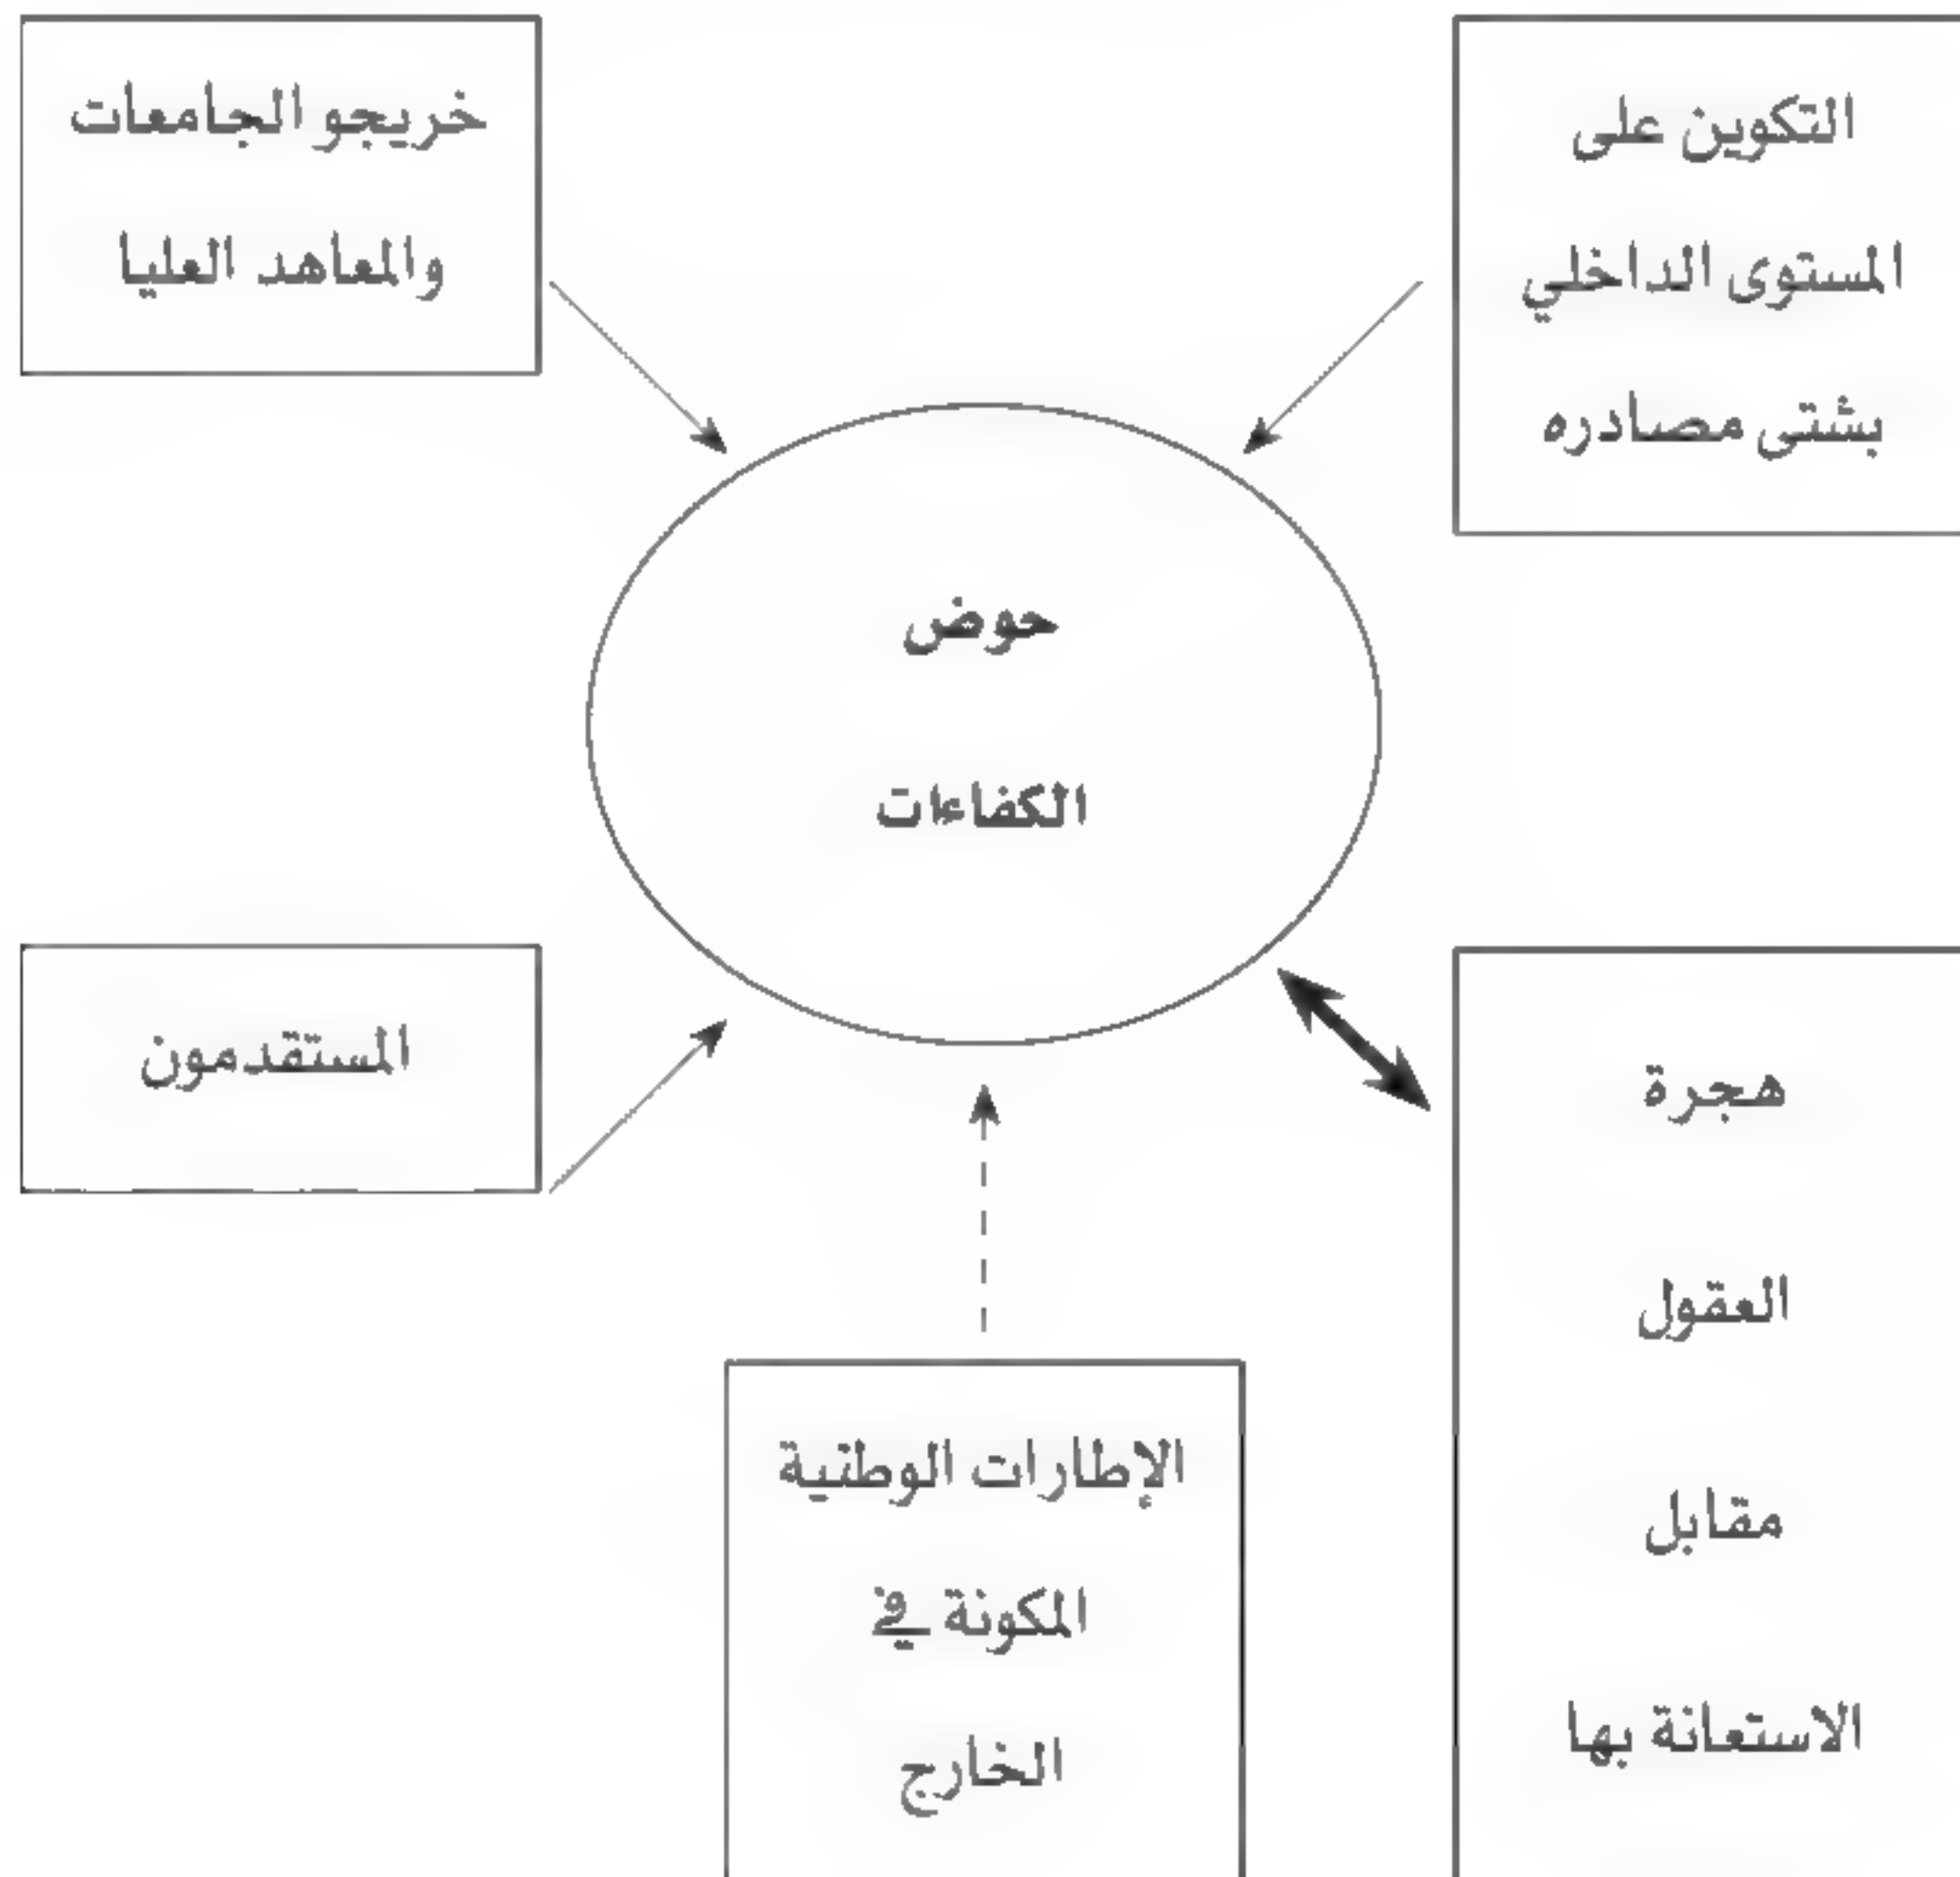 التكوين على
المستوى الداخلي
بشتى مصادره
خريجو الجامعات
والمعاهد العليا
حوض
الكفاءات
هجرة
العقول
مقابل
الاستعانة بها
المستقدمون
الإطارات الوطنية
المكونة في
الخارج